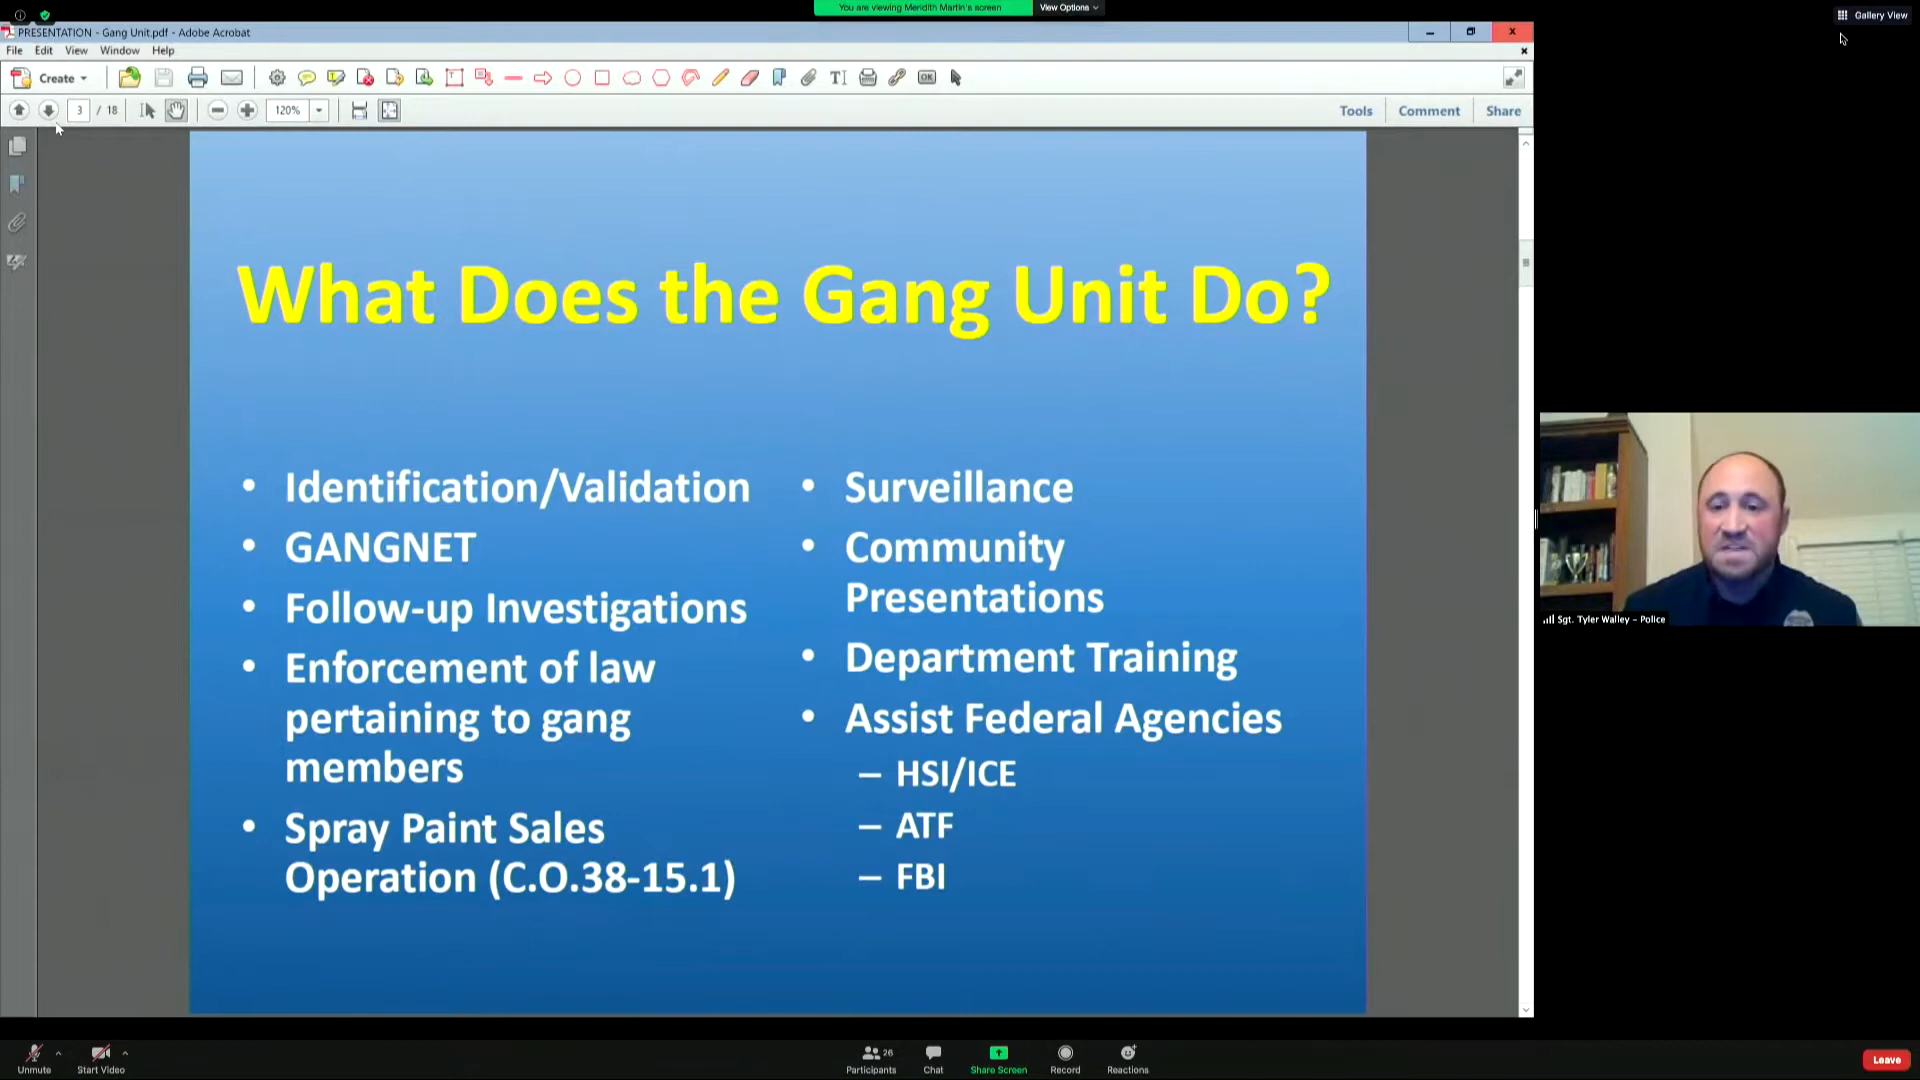 You are viewing Meridith Martin's screen
View Options
Gallery View
PRESENTATION - Gang Unit.pdf - Adobe Acrobat
File Edit View Window Help
Create
3 / 18
120%
Tools Comment Share
What Does the Gang Unit Do?
• Identification/Validation
• GANGNET
• Follow-up Investigations
• Enforcement of law
pertaining to gang
members
• Spray Paint Sales
Operation (C.O.38-15.1)
• Surveillance
• Community
Presentations
• Department Training
• Assist Federal Agencies
– HSI/ICE
– ATF
– FBI
Sgt. Tyler Walley – Police
Unmute
Start Video
26
Participants
Chat
Share Screen
Record
Reactions
Leave